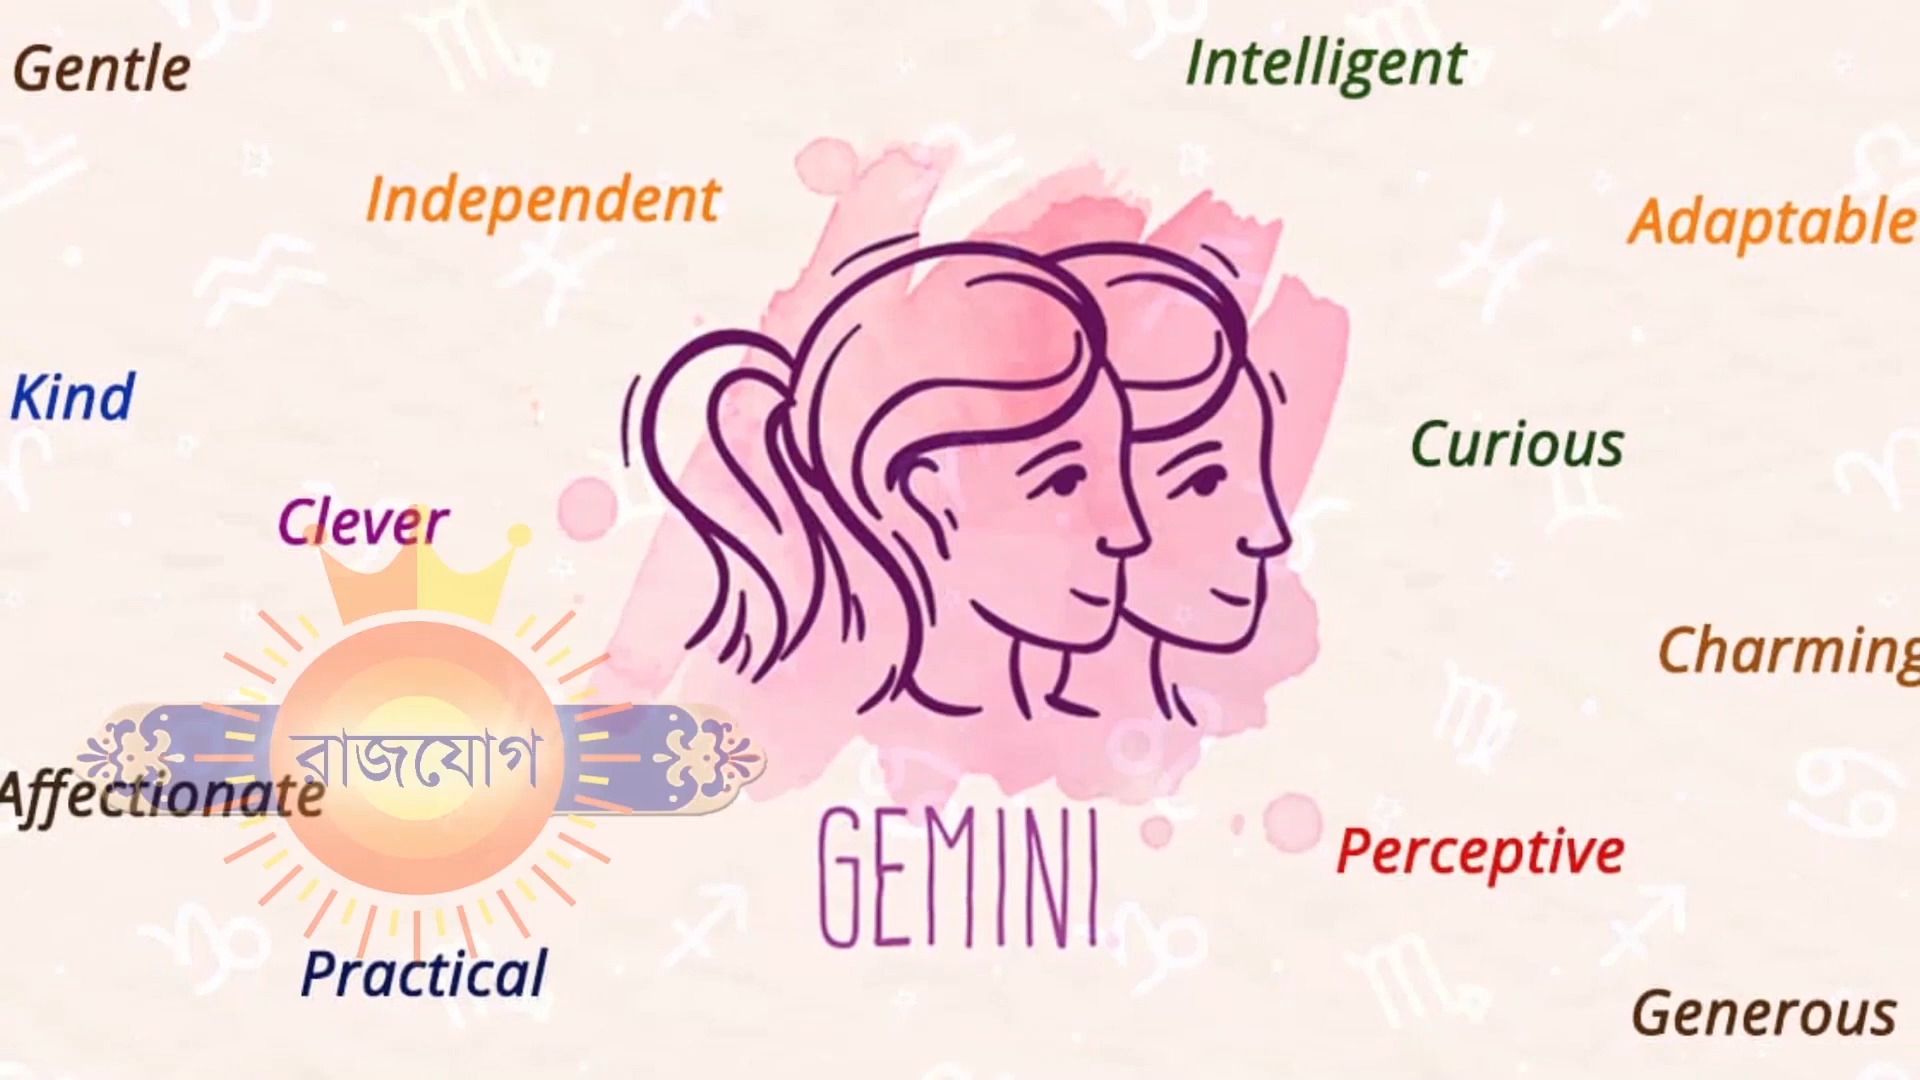 Gentle
Intelligent
Independent
Adaptable
Kind
Curious
Clever
Charming
রাজযোগ
Affectionate
GEMINI
Perceptive
Practical
Generous